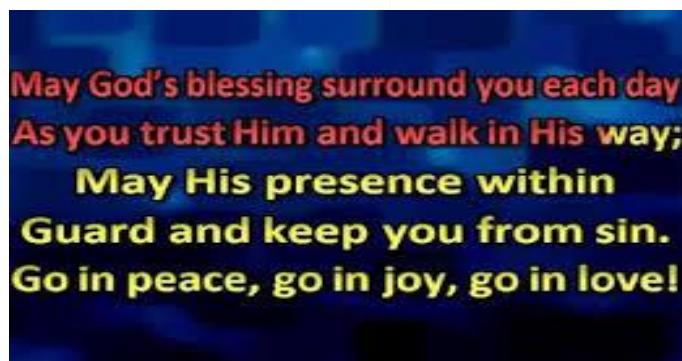 May God's blessing surround you each day
As you trust Him and walk in His way;
May His presence within
Guard and keep you from sin.
Go in peace, go in joy, go in love!